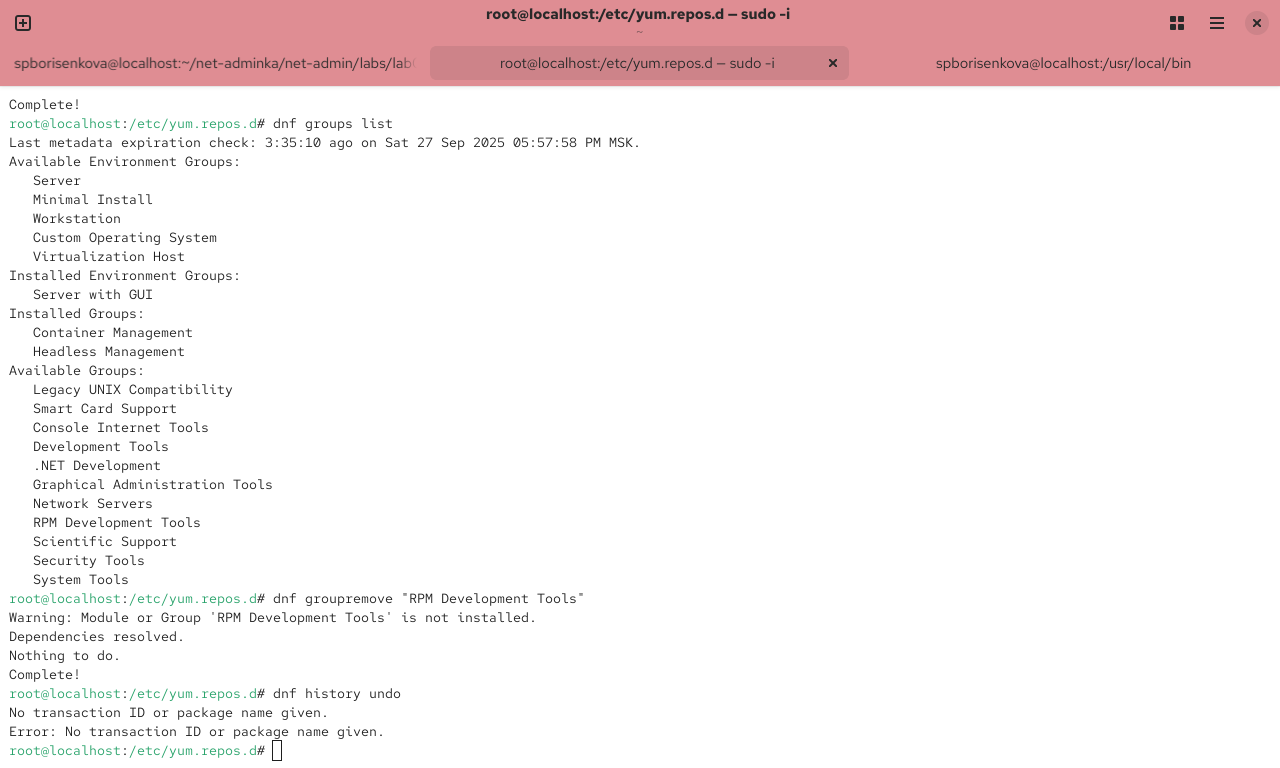 root@localhost:/etc/yum.repos.d — sudo -i
~
spborisenkova@localhost:~/net-adminka/net-admin/labs/lab
root@localhost:/etc/yum.repos.d — sudo -i
spborisenkova@localhost:/usr/local/bin
Complete!
root@localhost:/etc/yum.repos.d# dnf groups list
Last metadata expiration check: 3:35:10 ago on Sat 27 Sep 2025 05:57:58 PM MSK.
Available Environment Groups:
   Server
   Minimal Install
   Workstation
   Custom Operating System
   Virtualization Host
Installed Environment Groups:
   Server with GUI
Installed Groups:
   Container Management
   Headless Management
Available Groups:
   Legacy UNIX Compatibility
   Smart Card Support
   Console Internet Tools
   Development Tools
   .NET Development
   Graphical Administration Tools
   Network Servers
   RPM Development Tools
   Scientific Support
   Security Tools
   System Tools
root@localhost:/etc/yum.repos.d# dnf groupremove "RPM Development Tools"
Warning: Module or Group 'RPM Development Tools' is not installed.
Dependencies resolved.
Nothing to do.
Complete!
root@localhost:/etc/yum.repos.d# dnf history undo
No transaction ID or package name given.
Error: No transaction ID or package name given.
root@localhost:/etc/yum.repos.d#